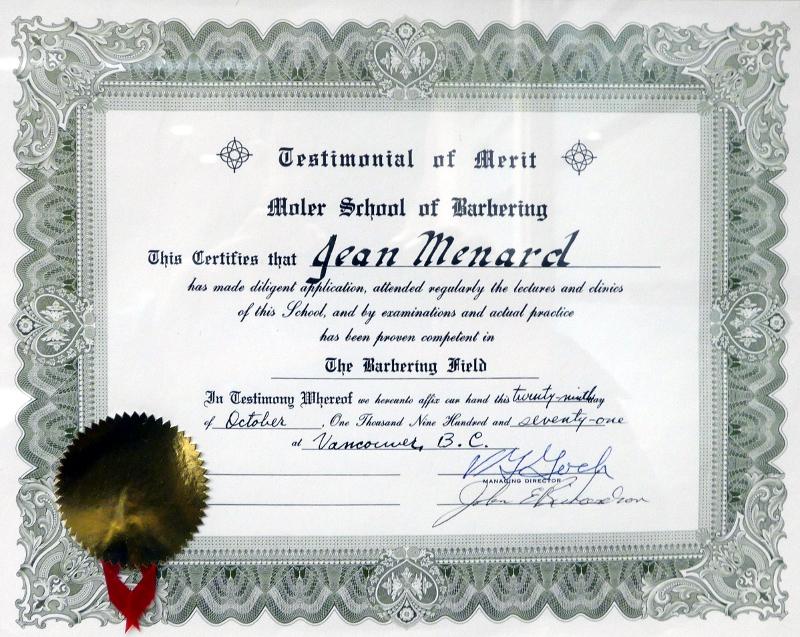 Testimonial of Merit
Moler School of Barbering
This Certifies that Jean Menard
has made diligent application, attended regularly the lectures and clinics
of this School, and by examinations and actual practice
has been proven competent in
The Barbering Field
In Testimony Whereof we hereunto affix our hand this twenty-ninth day
of October, One Thousand Nine Hundred and seventy-one
at Vancouver, B.C.
MANAGING DIRECTOR
John E Richardson